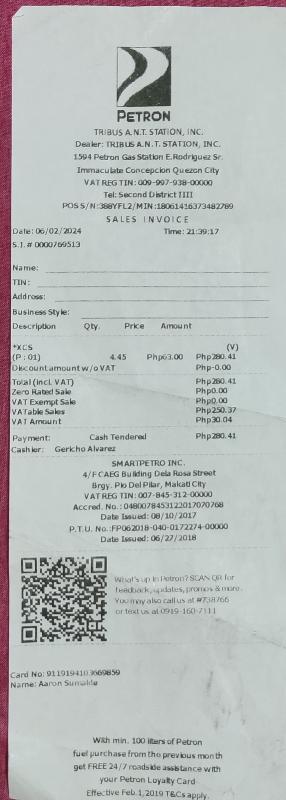 PETRON
TRIBUS A.N.T. STATION, INC.
Dealer: TRIBUS A.N.T. STATION, INC.
1594 Petron Gas Station E.Rodriguez Sr.
Immaculate Concepcion Quezon City
VAT REG TIN: 009-997-938-00000
Tel: Second District IIII
POS S/N:388YFL2/MIN:18061416373482789
SALES INVOICE
Date: 06/02/2024 Time: 21:39:17
S.I.# 0000769513
Name:
TIN:
Address:
Business Style:
Description Qty. Price Amount
*XCS (V)
(P : 01) 4.45 Php63.00 Php280.41
Discount amount w/o VAT Php-0.00
Total (incl. VAT) Php280.41
Zero Rated Sale Php0.00
VAT Exempt Sale Php0.00
VATable Sales Php250.37
VAT Amount Php30.04
Payment: Cash Tendered Php280.41
Cashier: Gericho Alvarez
SMARTPETRO INC.
4/F CAEG Building Dela Rosa Street
Brgy. Pio Del Pilar, Makati City
VAT REG TIN: 007-845-312-00000
Accred. No.: 0480078453122017070768
Date Issued: 08/10/2017
P.T.U. No.:FP062018-040-0172274-00000
Date Issued: 06/27/2018
What's up in Petron? SCAN QR for
feedback, updates, promos & more.
You may also call us at #738766
or text us at 0919-160-7111
Card No: 9119194103669859
Name: Aaron Sumalde
With min. 100 liters of Petron
fuel purchase from the previous month
get FREE 24/7 roadside assistance with
your Petron Loyalty Card
Effective Feb.1,2019 T&Cs apply.